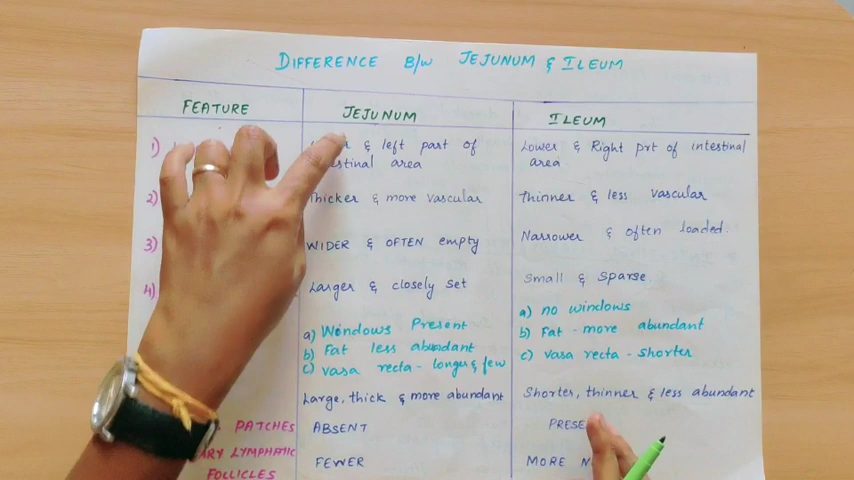 DIFFERENCE B/W JEJUNUM & ILEUM
FEATURE JEJUNUM ILEUM
1) & left part of Lower & Right prt of intestinal
area area
2) Thicker & more vascular Thinner & less vascular
3) WIDER & OFTEN empty Narrower & often loaded.
4) Larger & closely set Small & Sparse
a) Windows Present a) no windows
b) Fat less abundant b) Fat - more abundant
c) vasa recta - longer & few c) vasa recta - shorter
Large, thick & more abundant Shorter, thinner & less abundant
PATCHES ABSENT
LYMPHATIC FEWER MORE
FOLLICLES